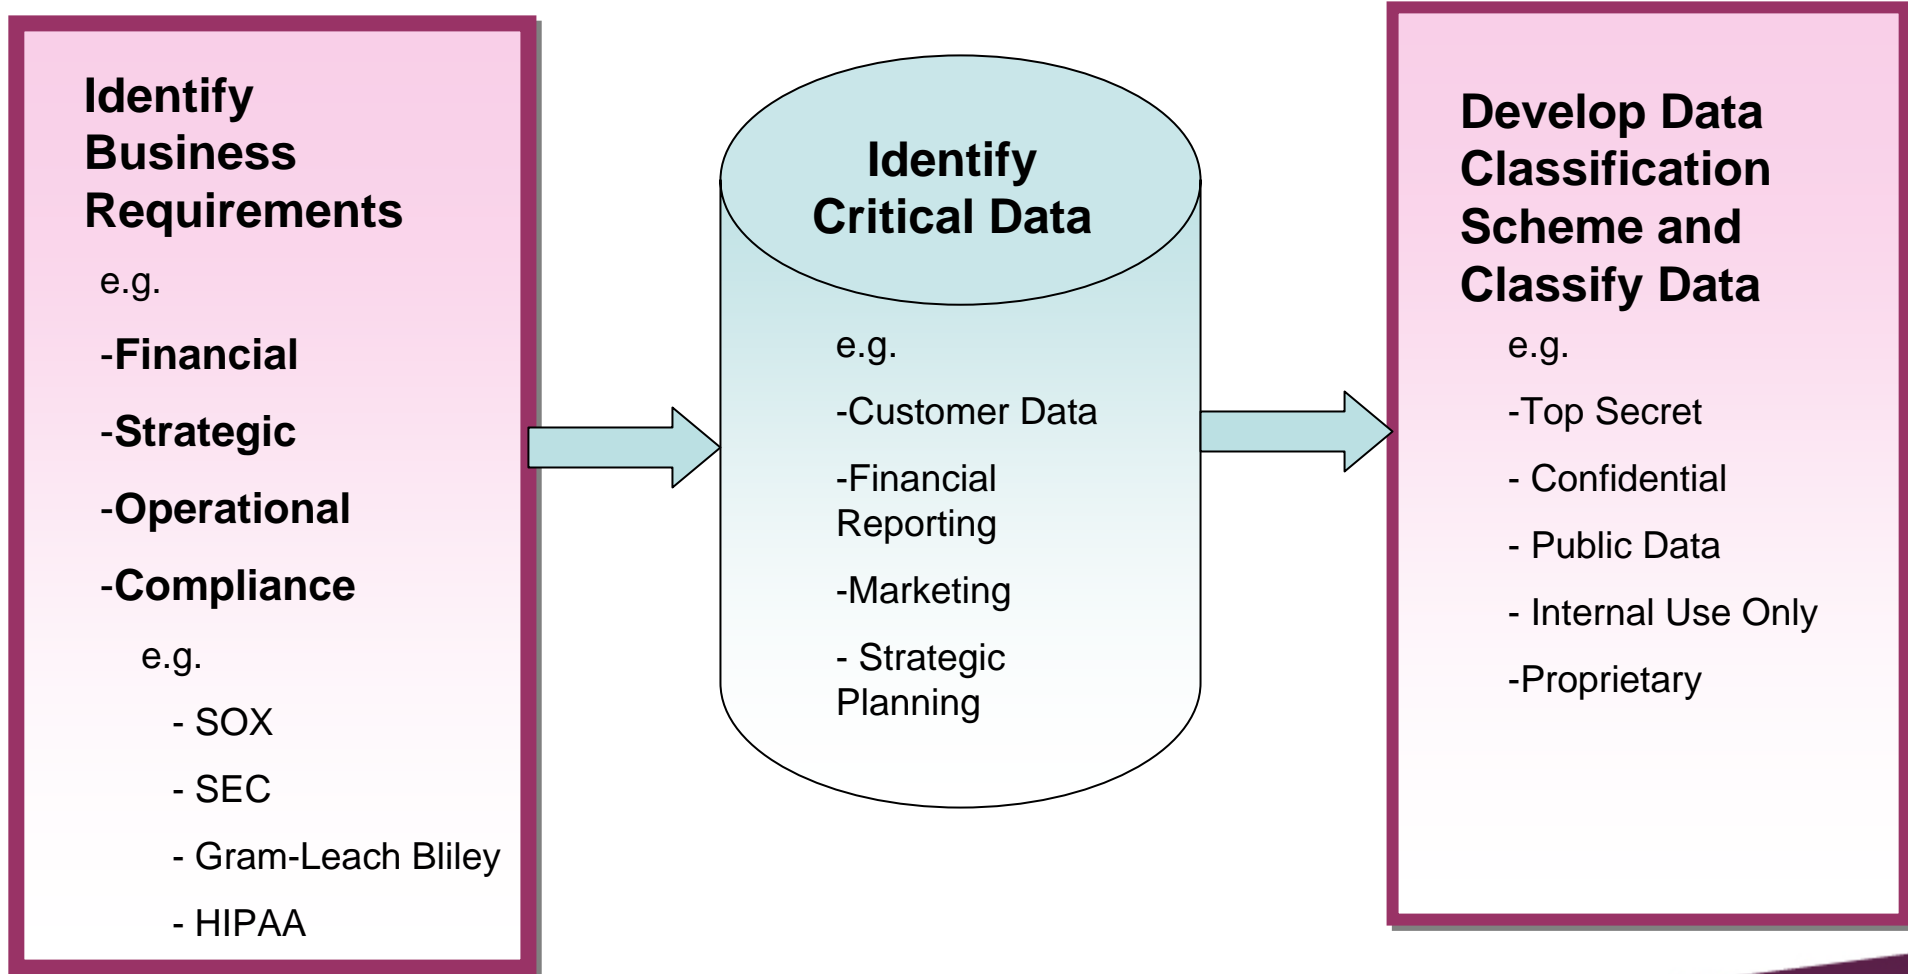 Identify
Business
Requirements
e.g.
-Financial
-Strategic
-Operational
-Compliance
e.g.
- SOX
- SEC
- Gram-Leach Bliley
- HIPAA
Identify
Critical Data
e.g.
-Customer Data
-Financial
Reporting
-Marketing
- Strategic
Planning
Develop Data
Classification
Scheme and
Classify Data
e.g.
-Top Secret
- Confidential
- Public Data
- Internal Use Only
-Proprietary